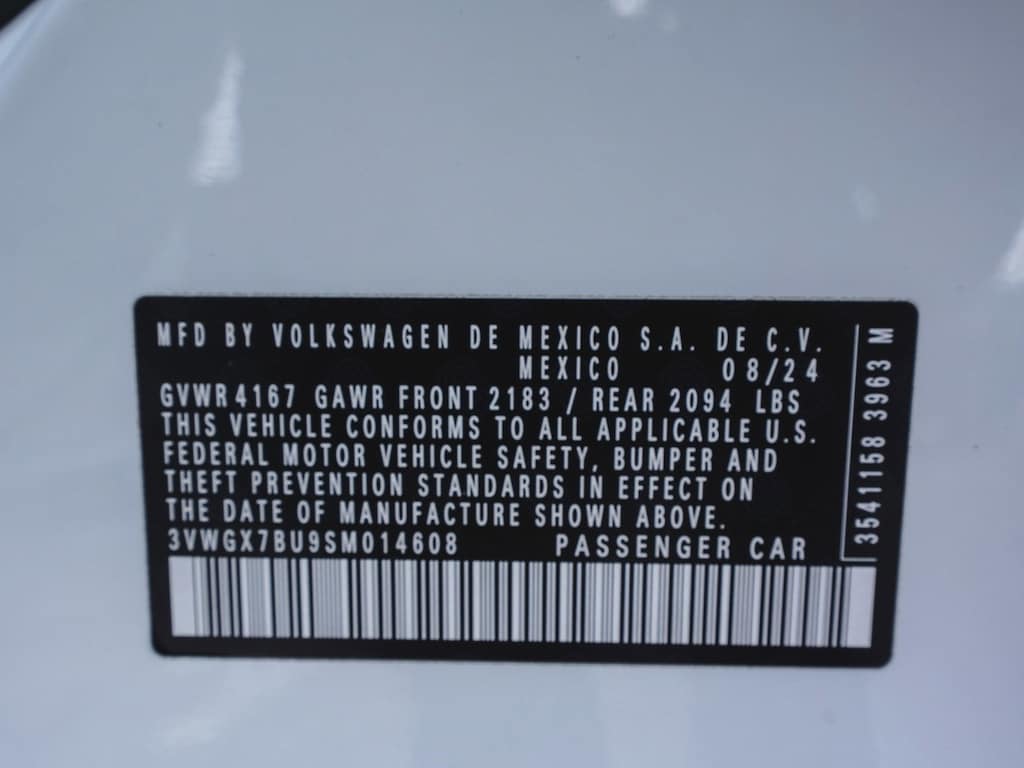 MFD BY VOLKSWAGEN DE MEXICO S.A. DE C.V.
MEXICO 08/24
GVWR 4167 GAWR FRONT 2183 / REAR 2094 LBS
THIS VEHICLE CONFORMS TO ALL APPLICABLE U.S.
FEDERAL MOTOR VEHICLE SAFETY, BUMPER AND
THEFT PREVENTION STANDARDS IN EFFECT ON
THE DATE OF MANUFACTURE SHOWN ABOVE.
3VWGX7BU9SM014608 PASSENGER CAR
3541158 3963 M